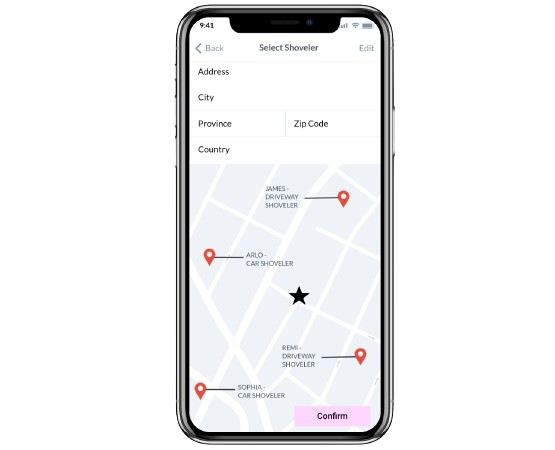 9:41
Back Select Shoveler Edit
Address
City
Province Zip Code
Country
JAMES -
DRIVEWAY
SHOVELER
ARLO -
CAR SHOVELER
REMI -
DRIVEWAY
SHOVELER
SOPHIA -
CAR SHOVELER
Confirm